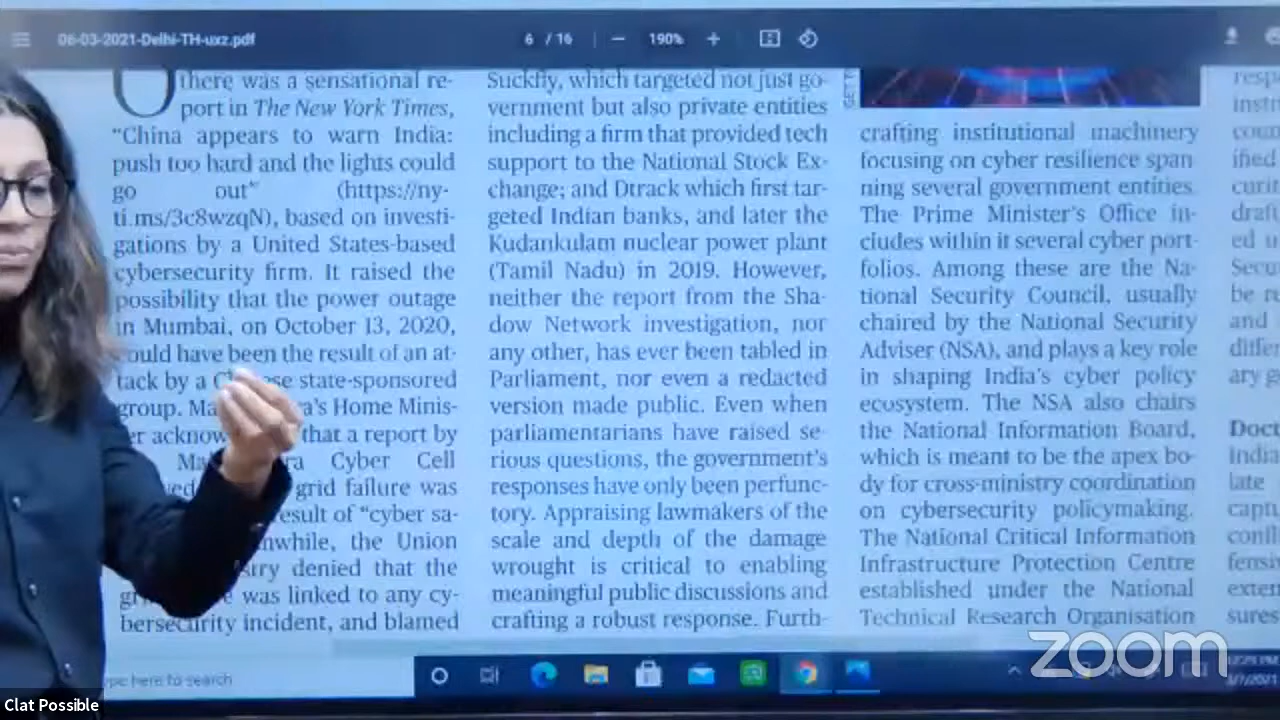 06-03-2021-Delhi-TH-uxz.pdf
6 / 16
190%
there was a sensational re-
port in The New York Times,
"China appears to warn India:
push too hard and the lights could
go out" (https://ny-
ti.ms/3c8wzqN), based on investi-
gations by a United States-based
cybersecurity firm. It raised the
possibility that the power outage
in Mumbai, on October 13, 2020,
could have been the result of an at-
tack by a state-sponsored
group. Home Minis-
er that a report by
Cyber Cell
grid failure was
result of "cyber sa-
the Union
denied that the
was linked to any cy-
bersecurity incident, and blamed
Suckfly, which targeted not just go-
vernment but also private entities
including a firm that provided tech
support to the National Stock Ex-
change; and Dtrack which first tar-
geted Indian banks, and later the
Kudankulam nuclear power plant
(Tamil Nadu) in 2019. However,
neither the report from the Sha-
dow Network investigation, nor
any other, has ever been tabled in
Parliament, nor even a redacted
version made public. Even when
parliamentarians have raised se-
rious questions, the government's
responses have only been perfunc-
tory. Appraising lawmakers of the
scale and depth of the damage
wrought is critical to enabling
meaningful public discussions and
crafting a robust response. Furth-
crafting institutional machinery
focusing on cyber resilience span
ning several government entities.
The Prime Minister's Office in-
cludes within it several cyber port-
folios. Among these are the Na-
tional Security Council, usually
chaired by the National Security
Adviser (NSA), and plays a key role
in shaping India's cyber policy
ecosystem. The NSA also chairs
the National Information Board,
which is meant to be the apex bo-
dy for cross-ministry coordination
on cybersecurity policymaking.
The National Critical Information
Infrastructure Protection Centre
established under the National
Technical Research Organisation
Doct
India
late
type here to search
zoom
Clat Possible